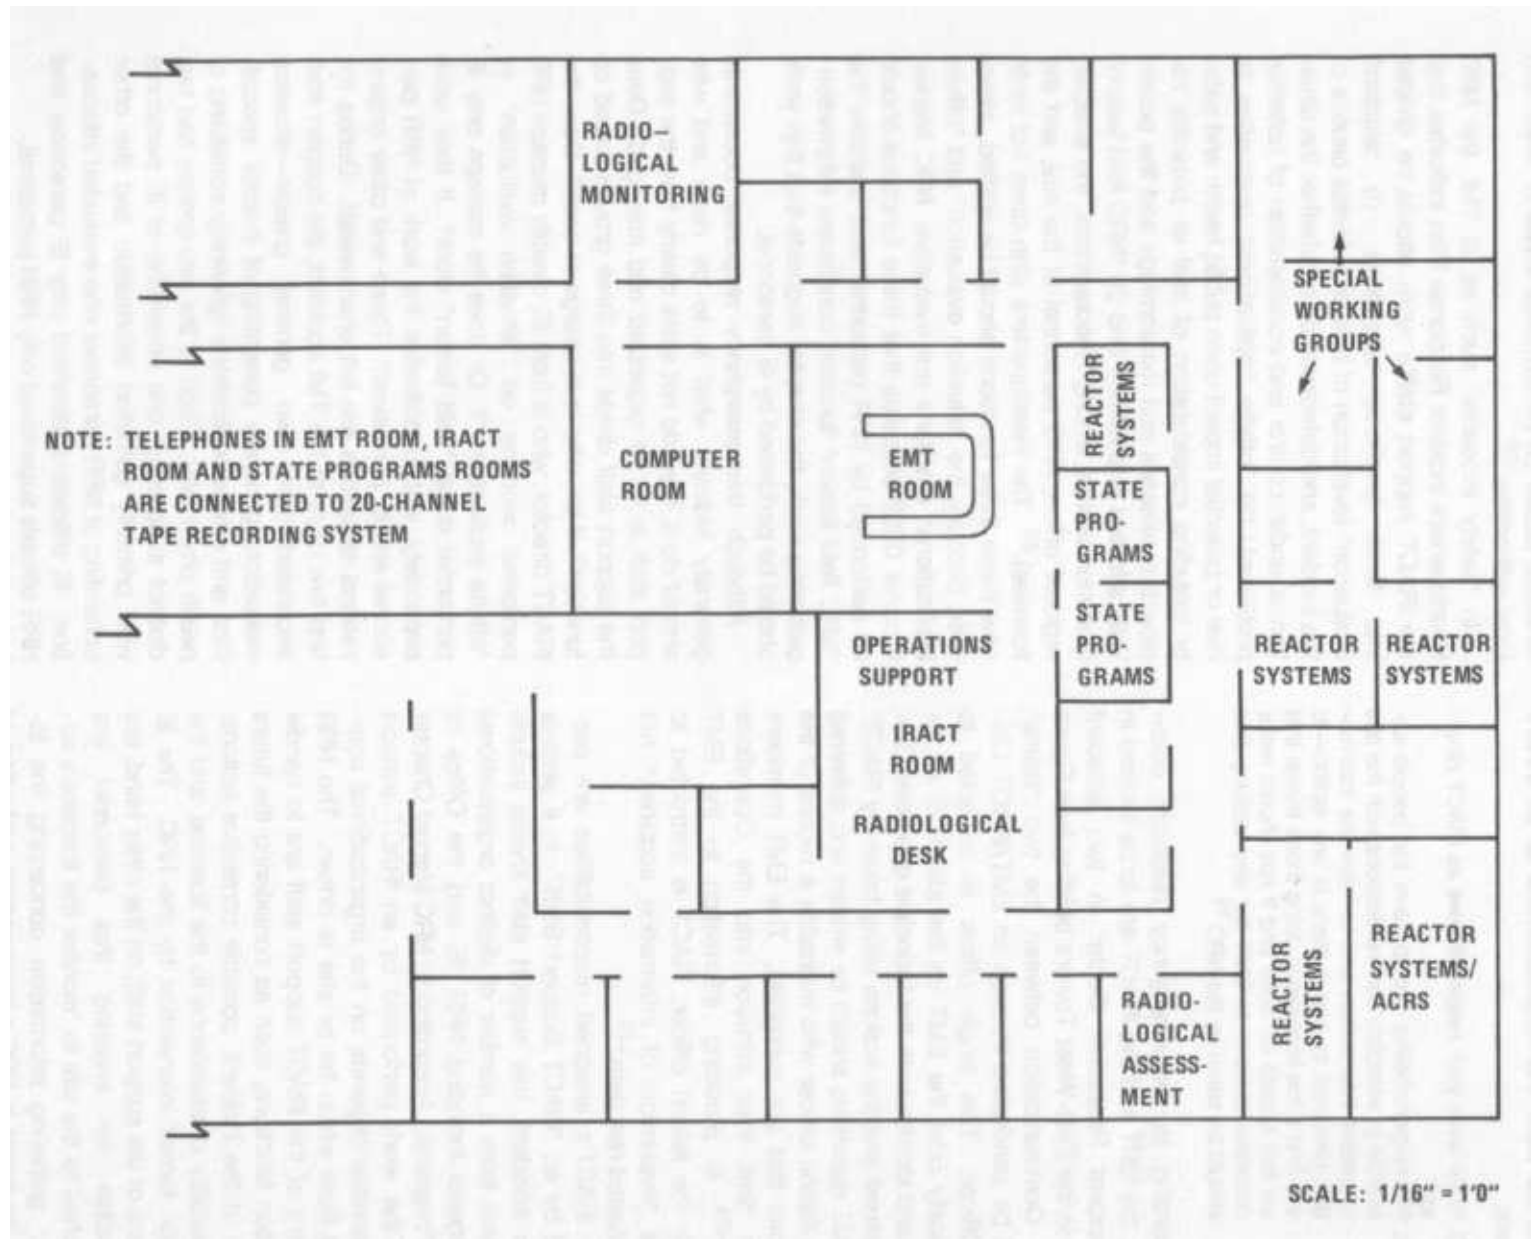 RADIO–
LOGICAL
MONITORING
SPECIAL
WORKING
GROUPS
NOTE: TELEPHONES IN EMT ROOM, IRACT
ROOM AND STATE PROGRAMS ROOMS
ARE CONNECTED TO 20-CHANNEL
TAPE RECORDING SYSTEM
COMPUTER
ROOM
EMT
ROOM
REACTOR
SYSTEMS
STATE
PRO-
GRAMS
STATE
PRO-
GRAMS
OPERATIONS
SUPPORT
REACTOR
SYSTEMS
REACTOR
SYSTEMS
IRACT
ROOM
RADIOLOGICAL
DESK
RADIO-
LOGICAL
ASSESS-
MENT
REACTOR
SYSTEMS
REACTOR
SYSTEMS/
ACRS
SCALE: 1/16" = 1'0"